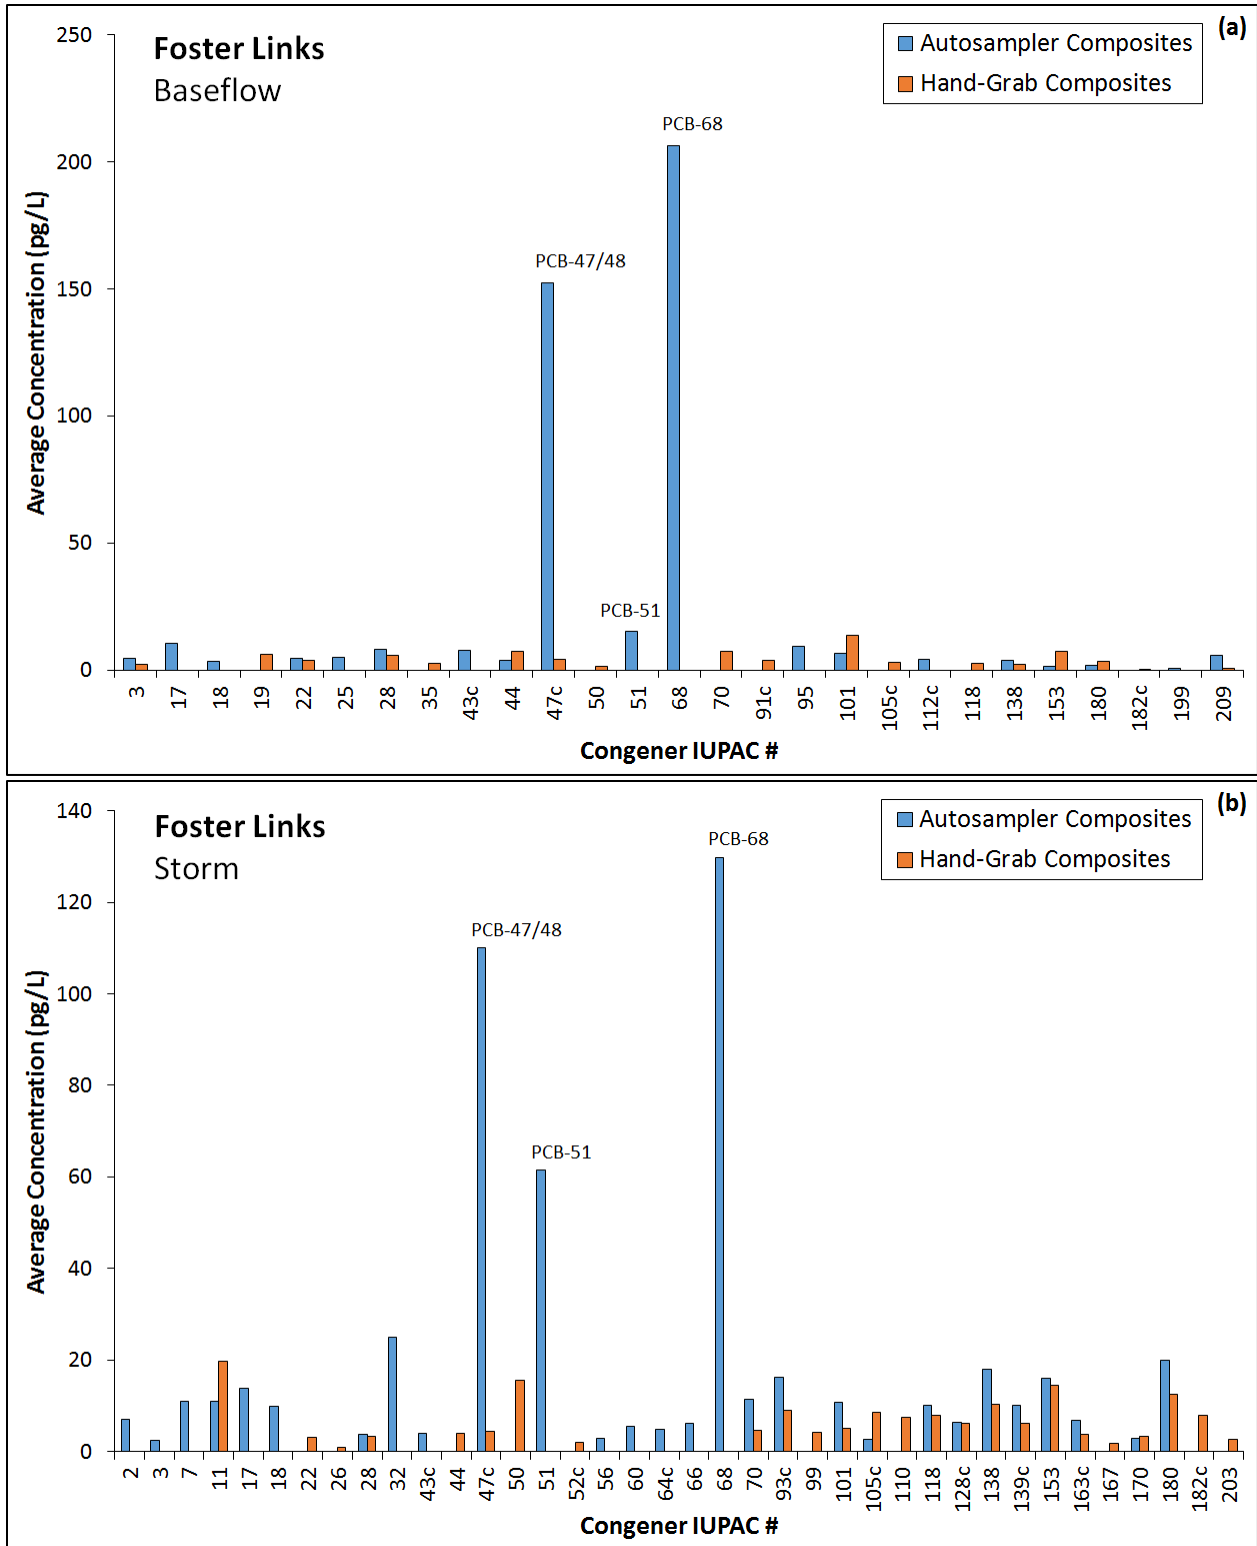 (a)
Foster Links
Baseflow
Autosampler Composites
Hand-Grab Composites
PCB-68
PCB-47/48
PCB-51
Average Concentration (pg/L)
250
200
150
100
50
0
3 17 18 19 22 25 28 35 43c 44 47c 50 51 68 70 91c 95 101 105c 112c 118 138 153 180 182c 199 209
Congener IUPAC #
(b)
Foster Links
Storm
Autosampler Composites
Hand-Grab Composites
PCB-68
PCB-47/48
PCB-51
Average Concentration (pg/L)
140
120
100
80
60
40
20
0
2 3 7 11 17 18 22 26 28 32 43c 44 47c 50 51 52c 56 60 64c 66 68 70 93c 99 101 105c 110 118 128c 138 139c 153 163c 167 170 180 182c 203
Congener IUPAC #